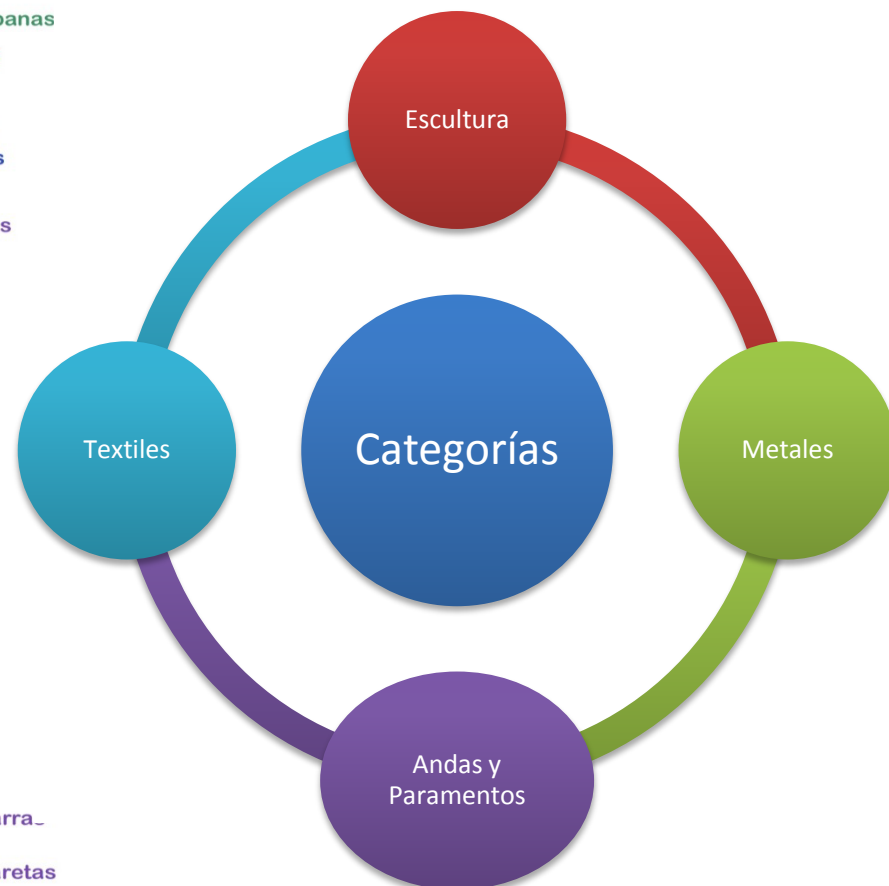 Escultura
Textiles
Categorías
Metales
Andas y
Paramentos